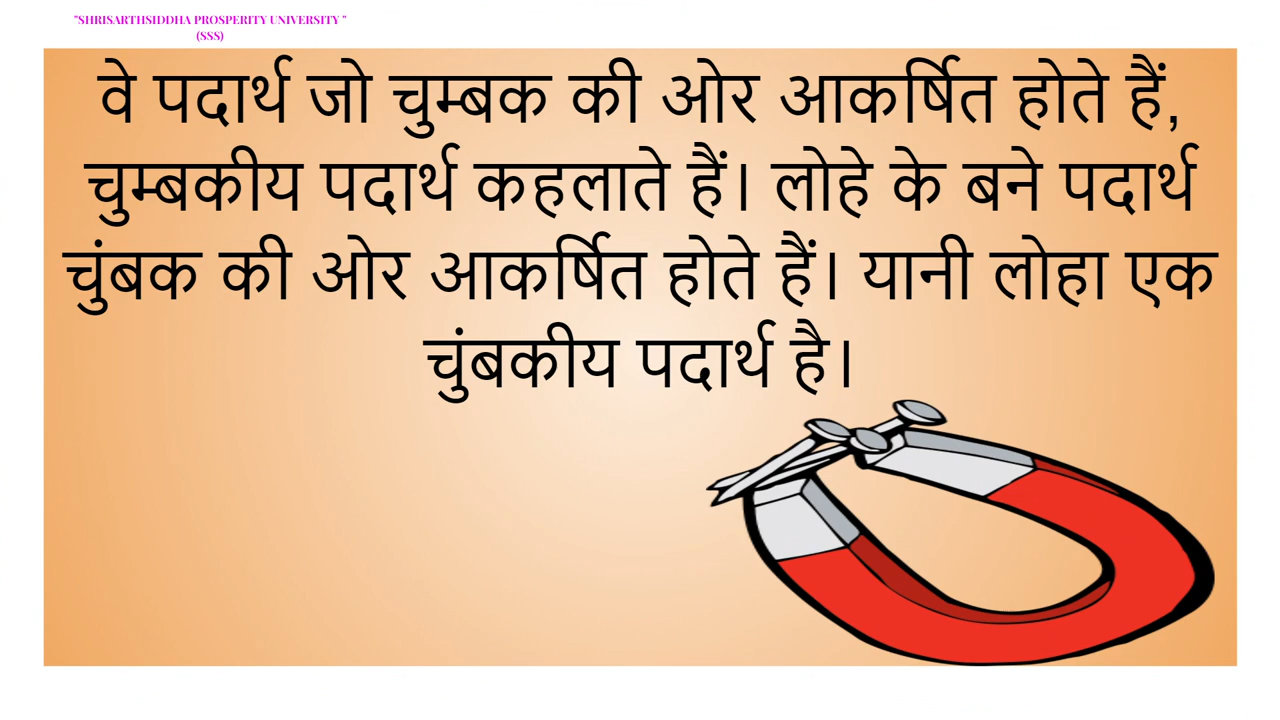 "SHRISARTHSIDDHA PROSPERITY UNIVERSITY "
(SSS)
वे पदार्थ जो चुम्बक की ओर आकर्षित होते हैं,
चुम्बकीय पदार्थ कहलाते हैं। लोहे के बने पदार्थ
चुंबक की ओर आकर्षित होते हैं। यानी लोहा एक
चुंबकीय पदार्थ है।